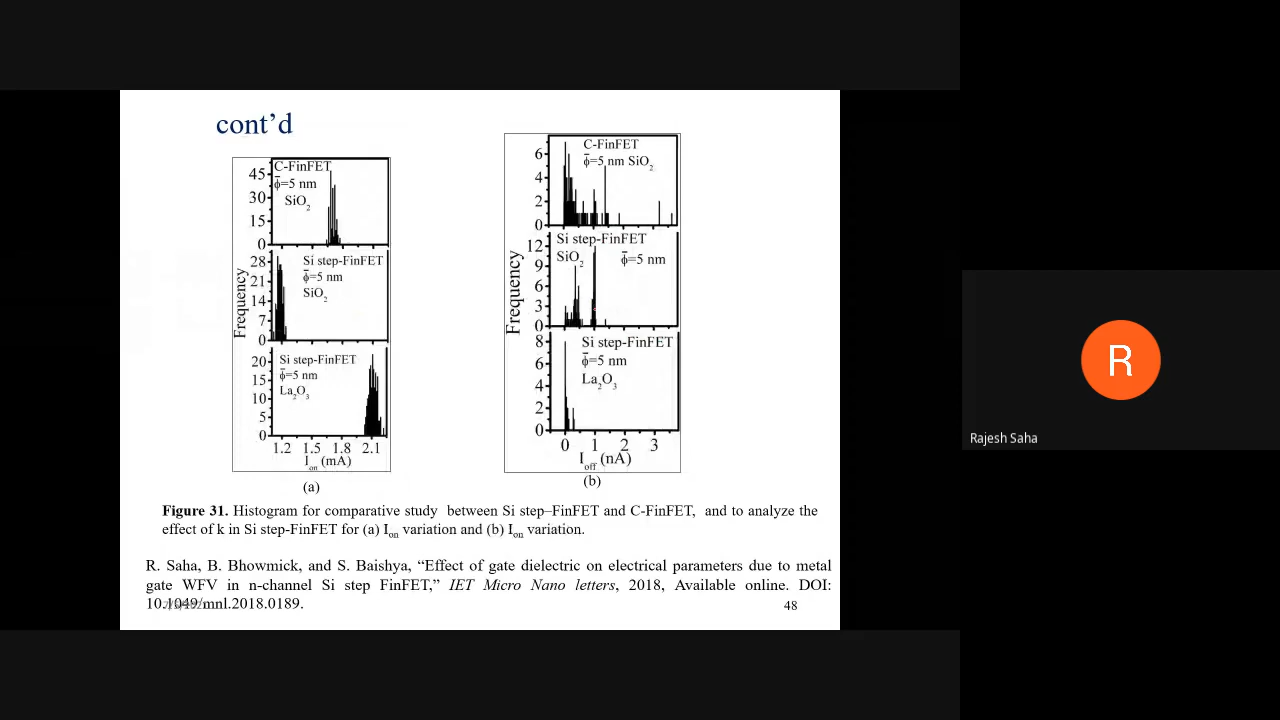 cont’d
C-FinFET
ϕ̄=5 nm
SiO2
45
30
15
0
Si step-FinFET
ϕ̄=5 nm
SiO2
28
21
14
7
0
Si step-FinFET
ϕ̄=5 nm
La2O3
20
15
10
5
0
Frequency
1.2 1.5 1.8 2.1
Ion (mA)
(a)
C-FinFET
ϕ̄=5 nm SiO2
6
4
2
0
Si step-FinFET
SiO2 ϕ̄=5 nm
12
9
6
3
0
Si step-FinFET
ϕ̄=5 nm
La2O3
8
6
4
2
0
Frequency
0 1 2 3
Ioff (nA)
(b)
Figure 31. Histogram for comparative study between Si step–FinFET and C-FinFET, and to analyze the
effect of k in Si step-FinFET for (a) Ion variation and (b) Ion variation.
R. Saha, B. Bhowmick, and S. Baishya, “Effect of gate dielectric on electrical parameters due to metal
gate WFV in n-channel Si step FinFET,” IET Micro Nano letters, 2018, Available online. DOI:
10.1049/mnl.2018.0189.
48
R
Rajesh Saha